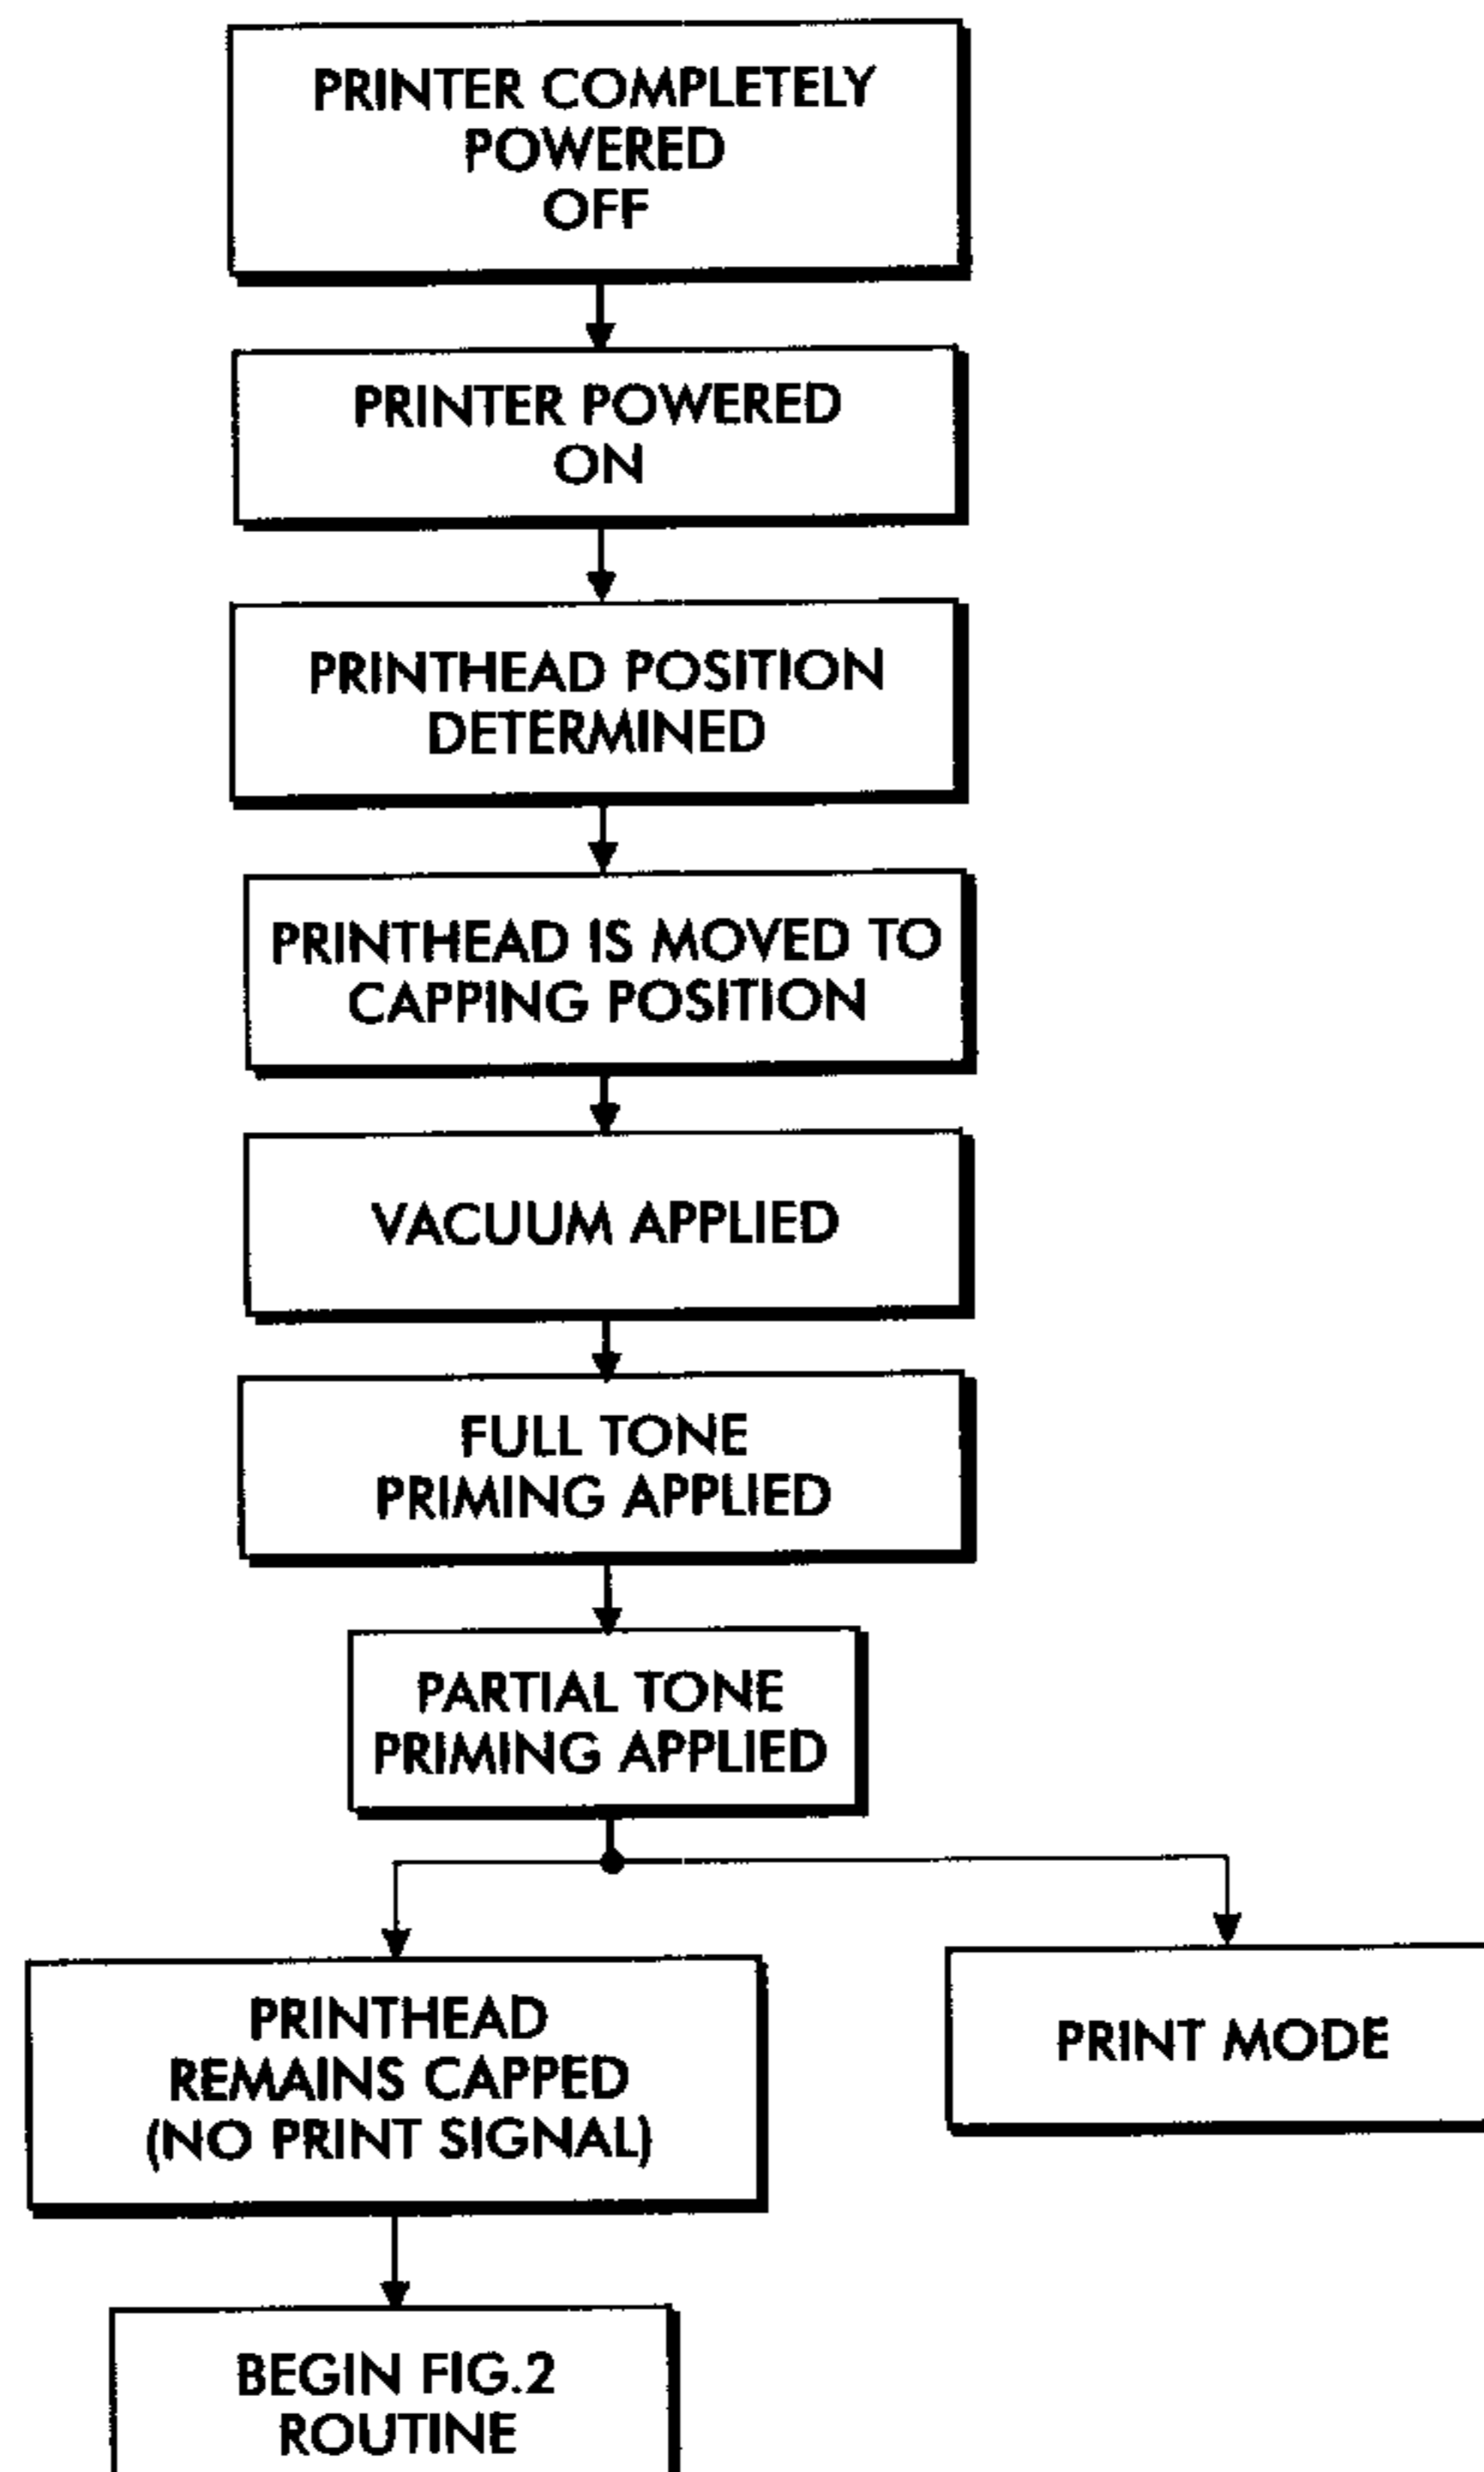 PRINTER COMPLETELY
POWERED
OFF
PRINTER POWERED
ON
PRINTHEAD POSITION
DETERMINED
PRINTHEAD IS MOVED TO
CAPPING POSITION
VACUUM APPLIED
FULL TONE
PRIMING APPLIED
PARTIAL TONE
PRIMING APPLIED
PRINTHEAD
REMAINS CAPPED
(NO PRINT SIGNAL)
PRINT MODE
BEGIN FIG.2
ROUTINE